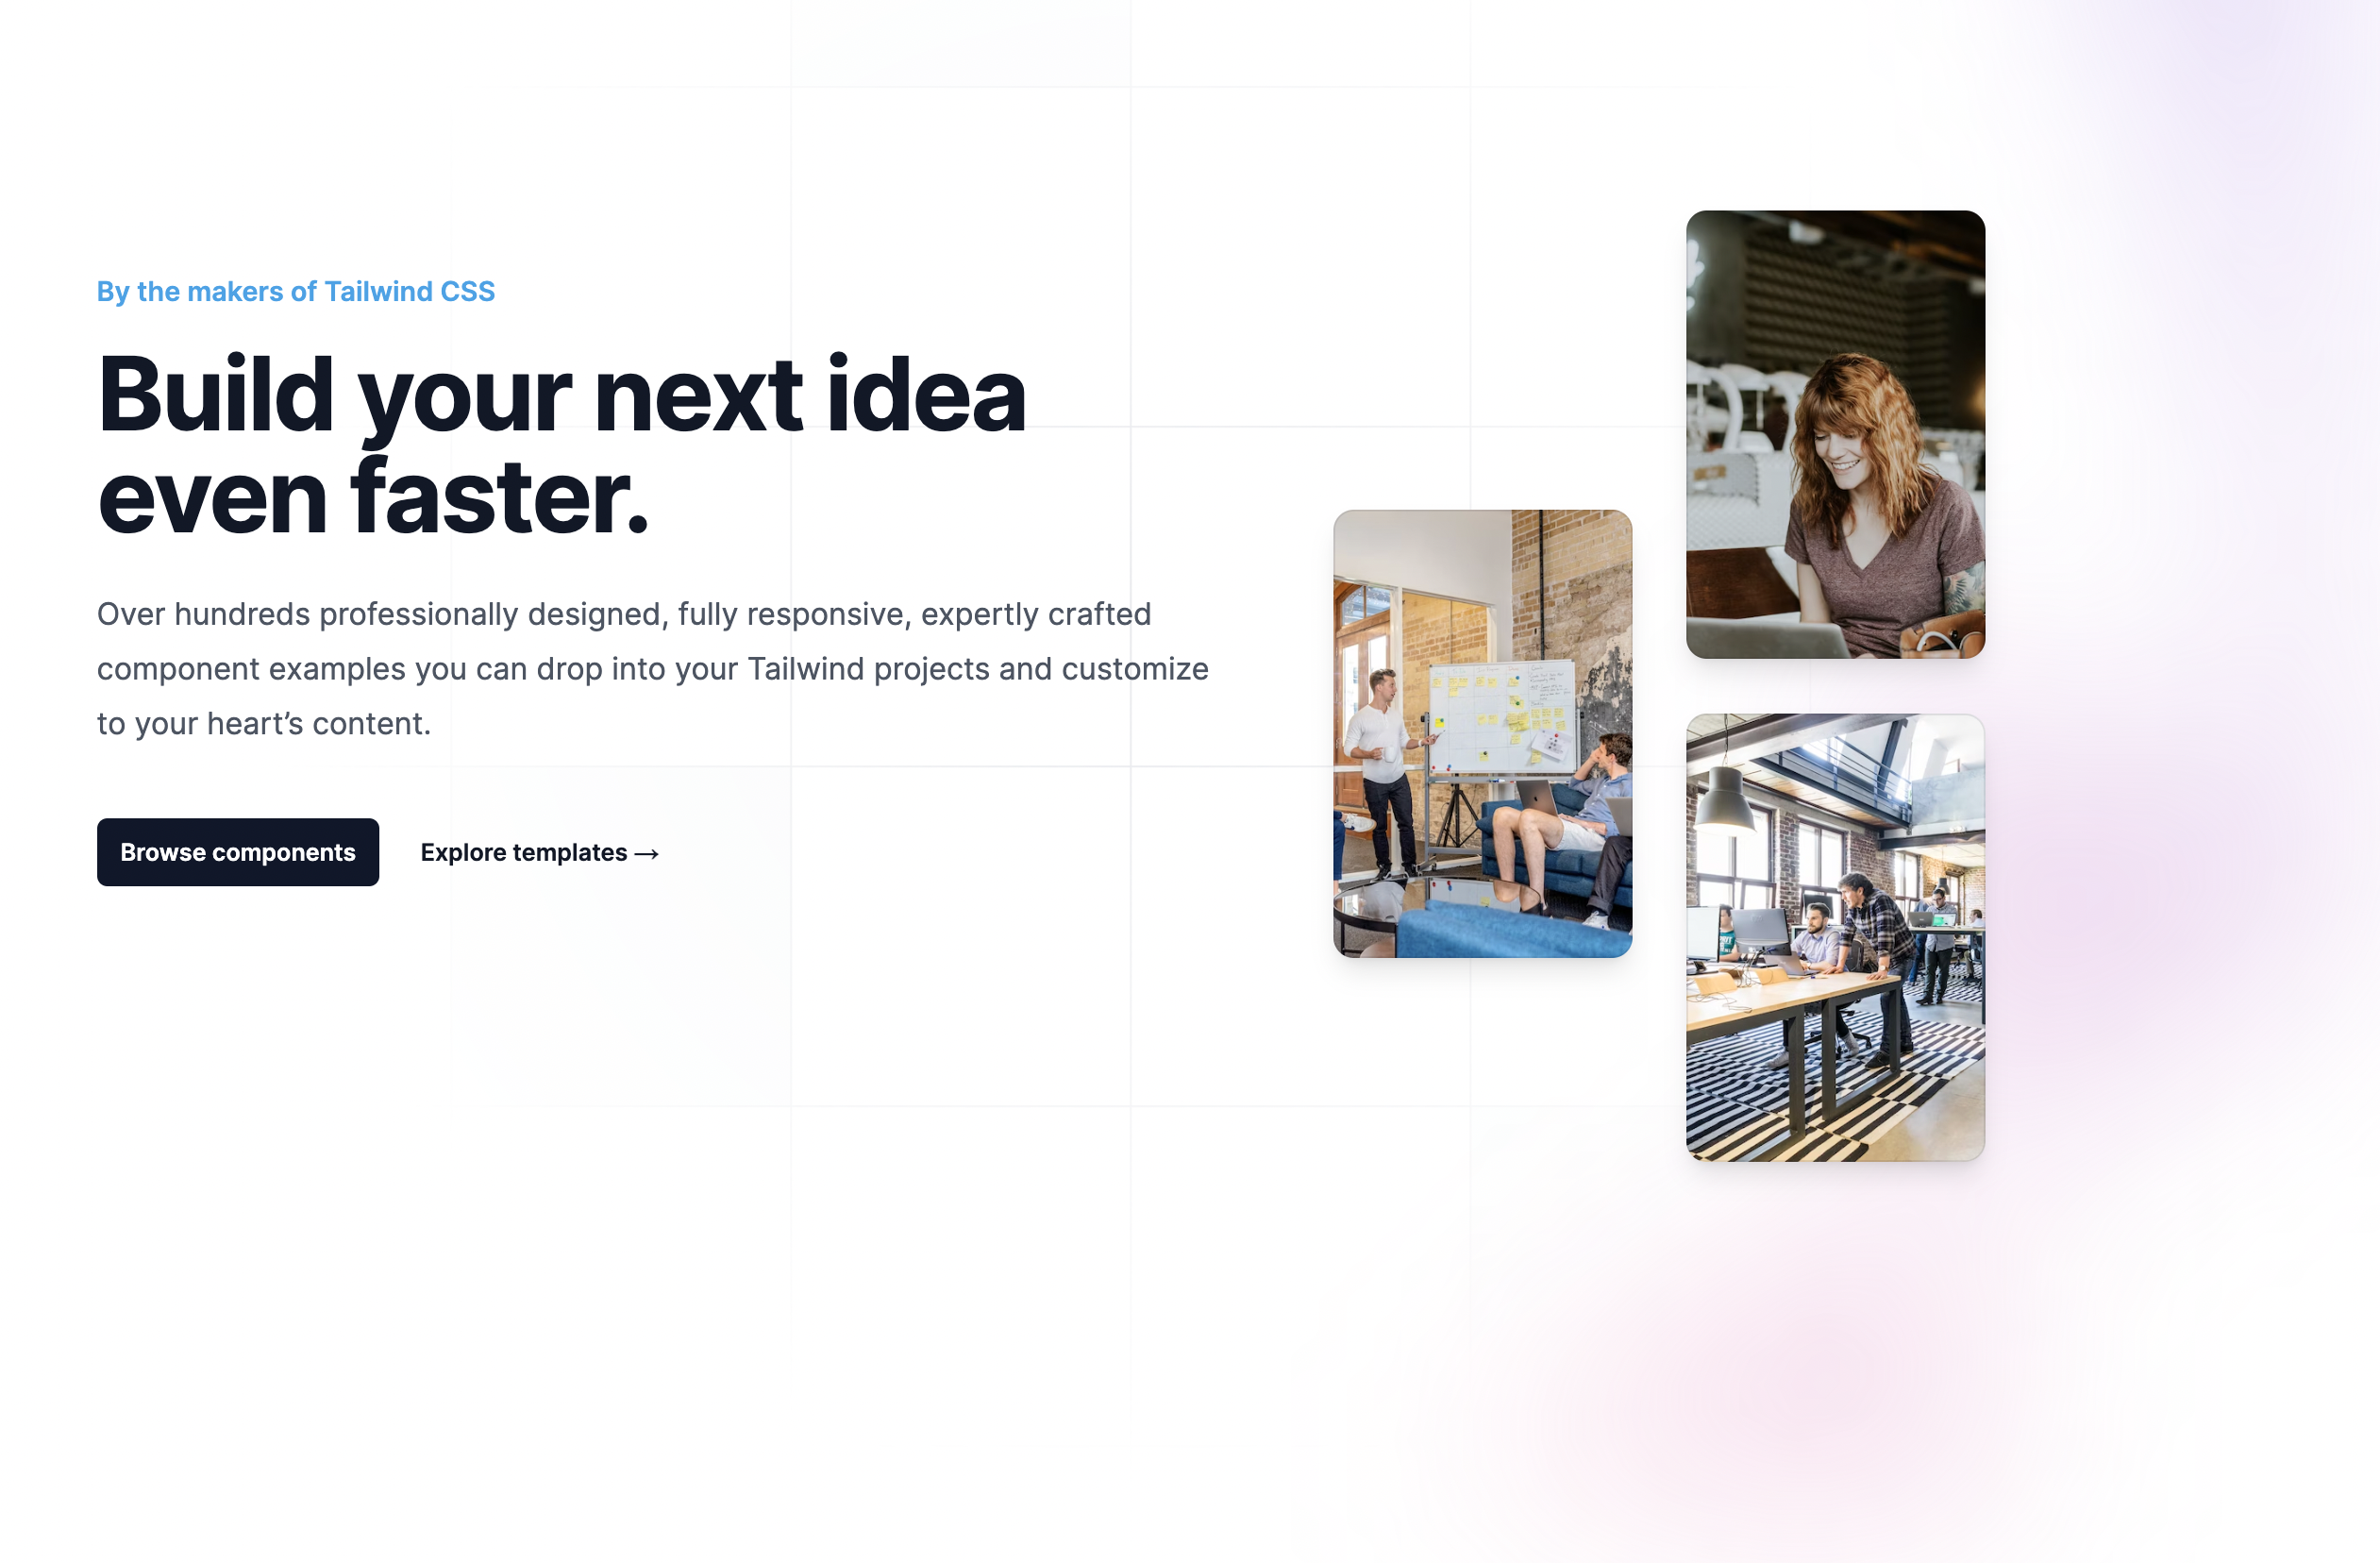 By the makers of Tailwind CSS
Build your next idea
even faster.
Over hundreds professionally designed, fully responsive, expertly crafted
component examples you can drop into your Tailwind projects and customize
to your heart’s content.
Browse components
Explore templates →